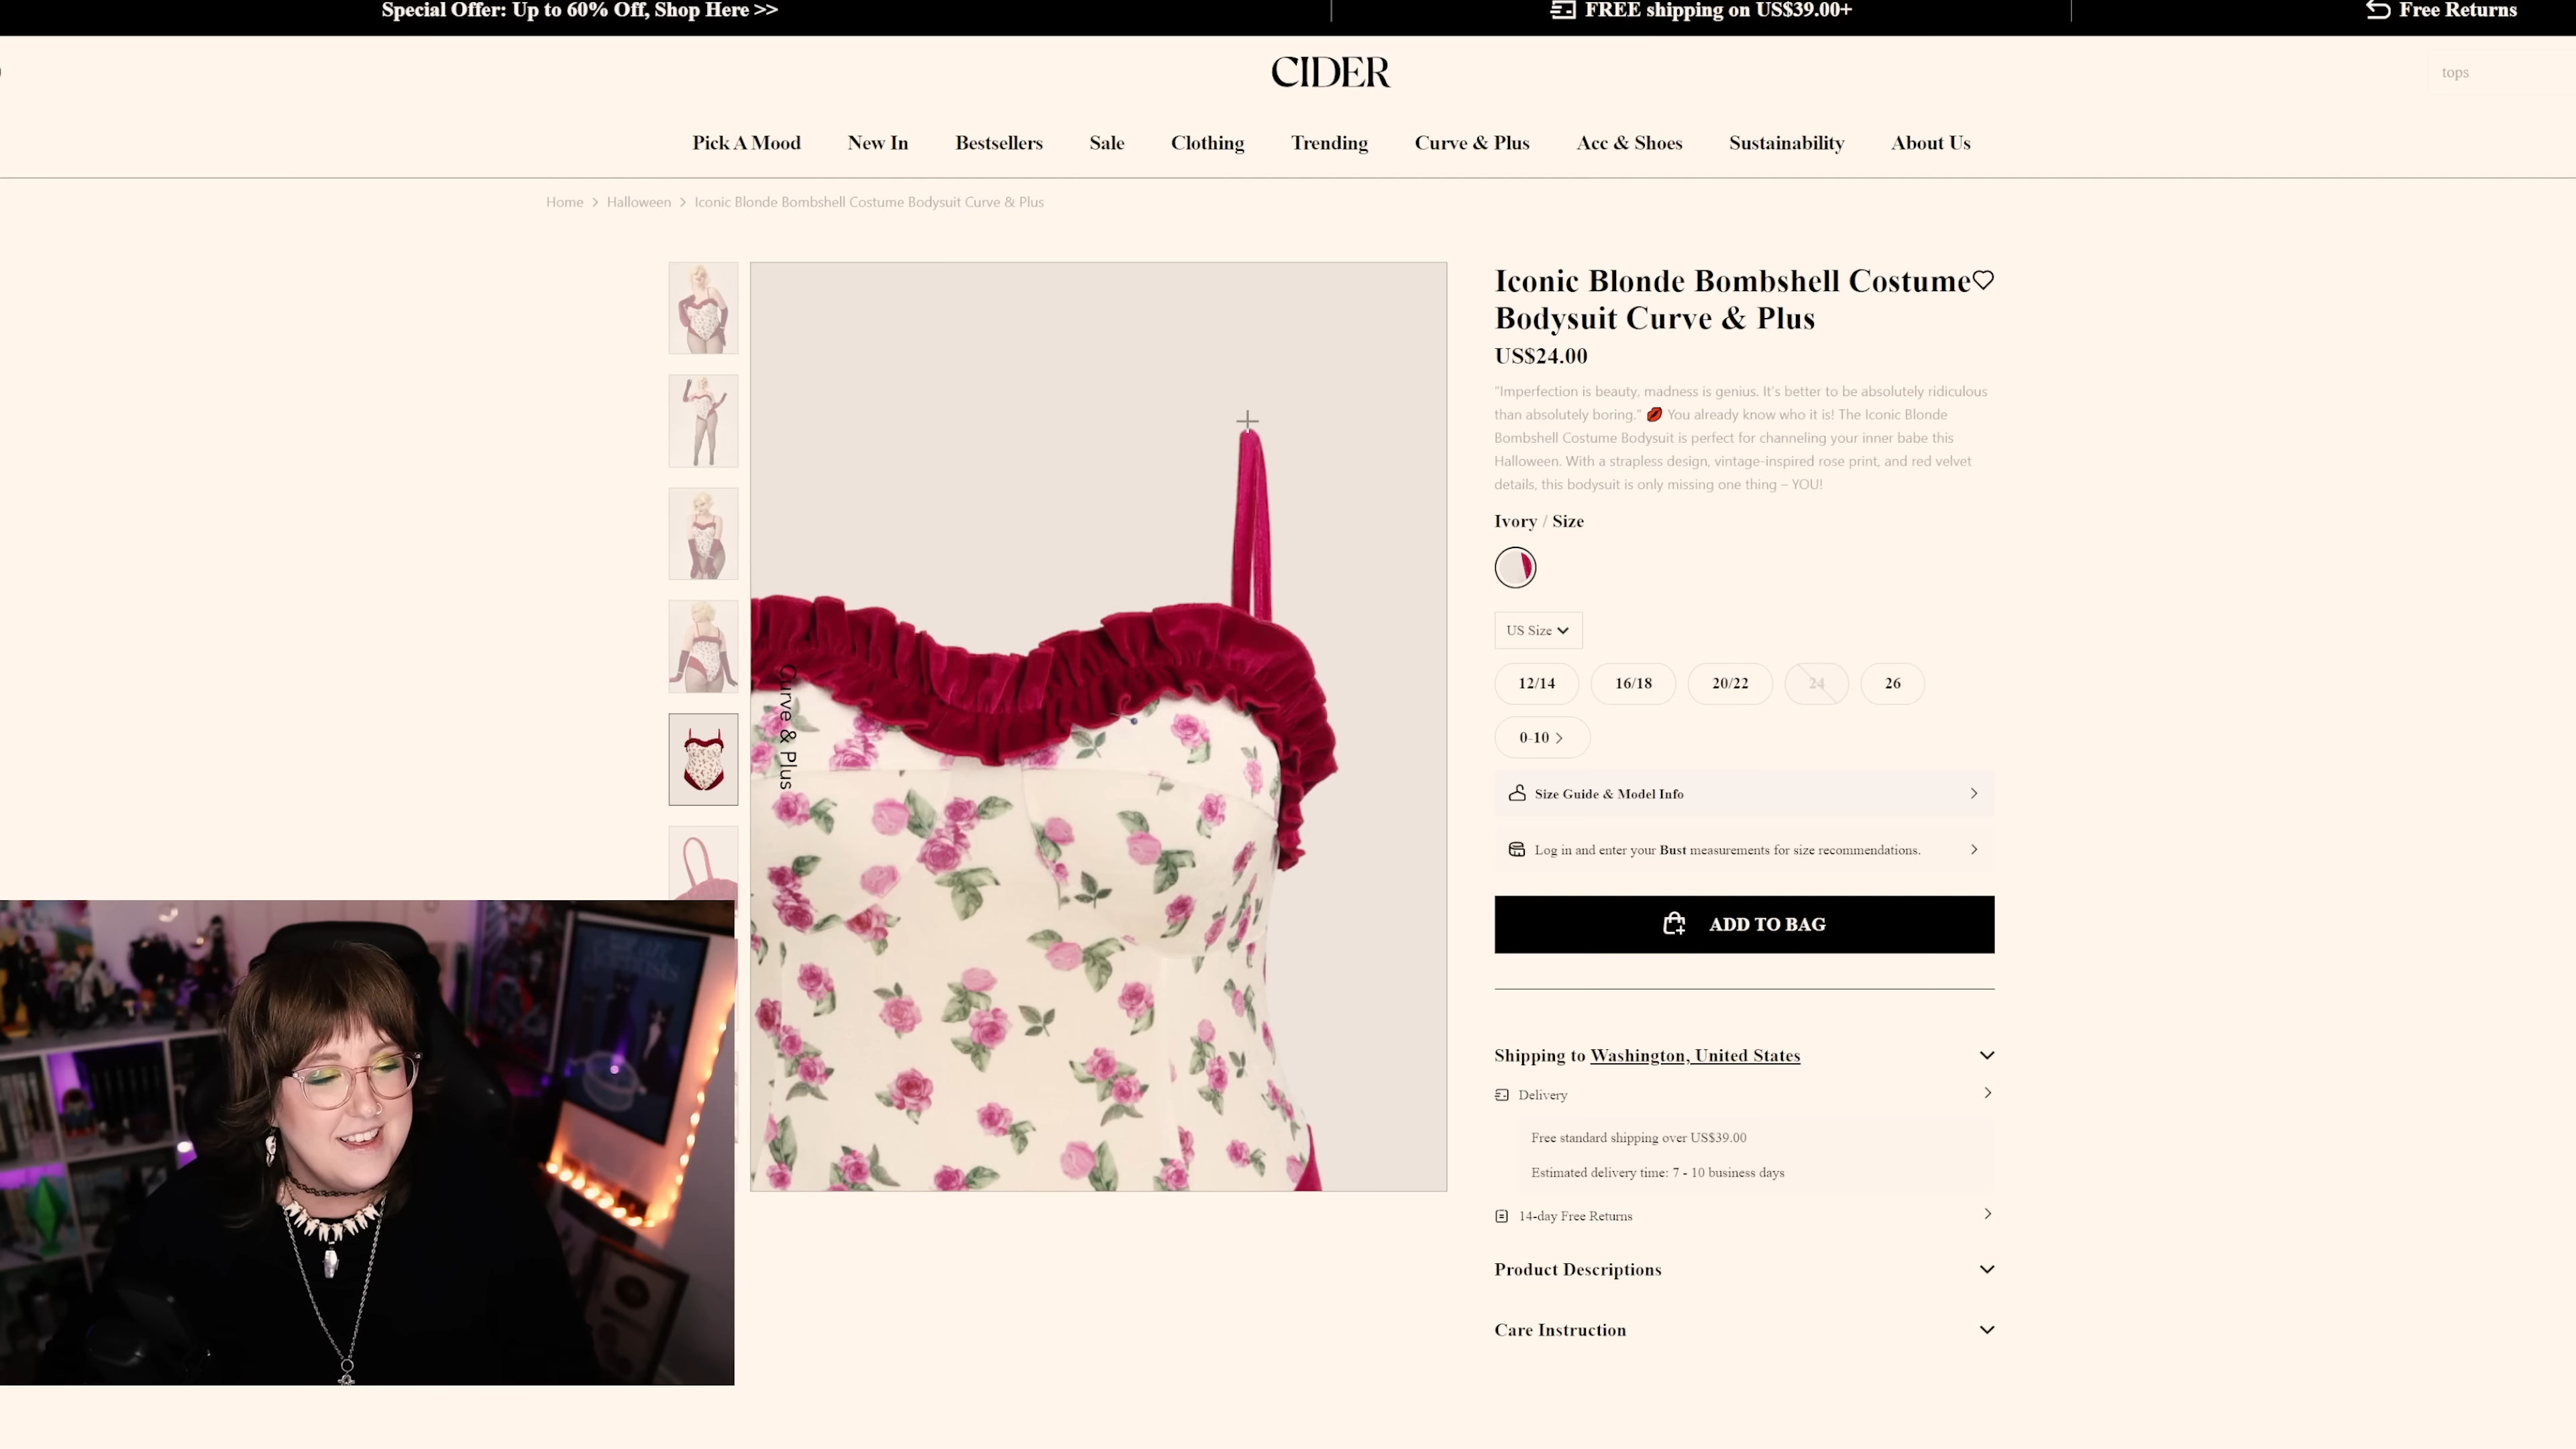 Special Offer: Up to 60% Off, Shop Here >>
FREE shipping on US$39.00+
Free Returns
CIDER
tops
Pick A Mood
New In
Bestsellers
Sale
Clothing
Trending
Curve & Plus
Acc & Shoes
Sustainability
About Us
Home > Halloween > Iconic Blonde Bombshell Costume Bodysuit Curve & Plus
Curve & Plus
Iconic Blonde Bombshell Costume
Bodysuit Curve & Plus
US$24.00
"Imperfection is beauty, madness is genius. It's better to be absolutely ridiculous
than absolutely boring." 💋 You already know who it is! The Iconic Blonde
Bombshell Costume Bodysuit is perfect for channeling your inner babe this
Halloween. With a strapless design, vintage-inspired rose print, and red velvet
details, this bodysuit is only missing one thing – YOU!
Ivory / Size
US Size
12/14
16/18
20/22
24
26
0-10 >
Size Guide & Model Info
Log in and enter your Bust measurements for size recommendations.
ADD TO BAG
Shipping to Washington, United States
Delivery
Free standard shipping over US$39.00
Estimated delivery time: 7 - 10 business days
14-day Free Returns
Product Descriptions
Care Instruction